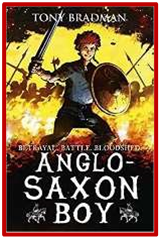 TONY BRADMAN
BETRAYAL. BATTLE. BLOODSHED.
ANGLO-
SAXON
BOY